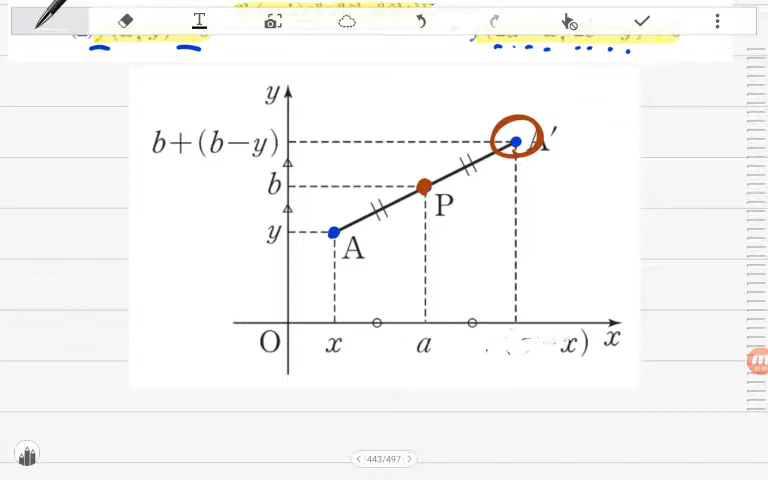 T
y
b+(b−y)
A′
b
P
y
A
O x a x) x
443/497